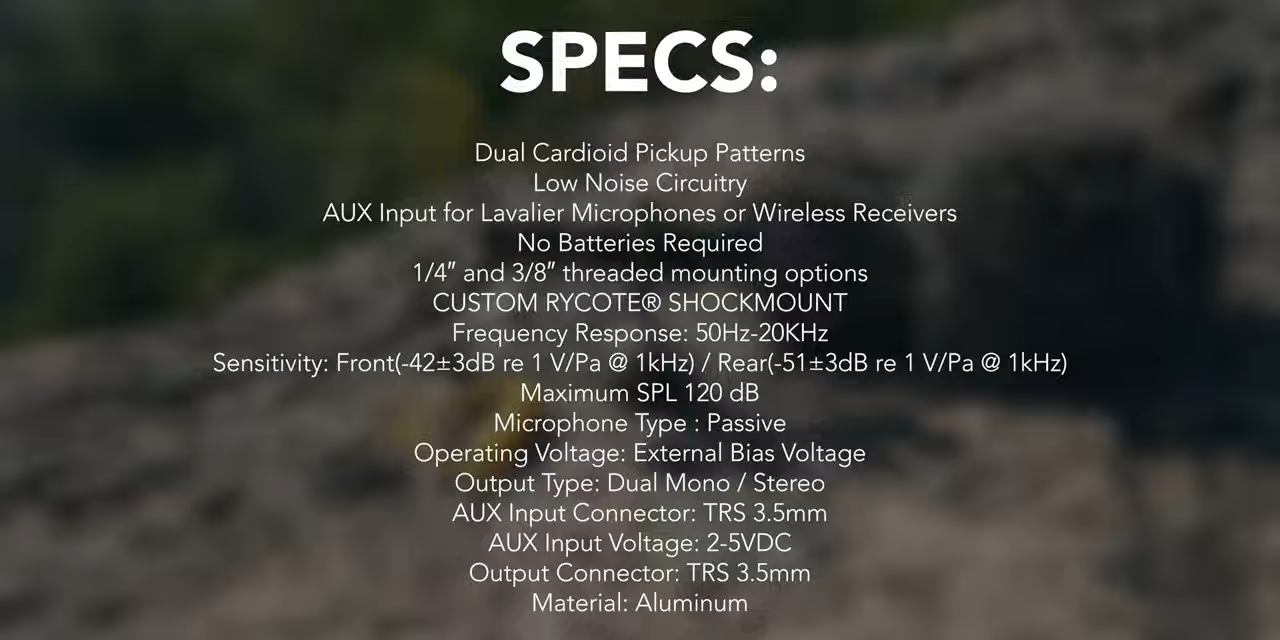 SPECS:
Dual Cardioid Pickup Patterns
Low Noise Circuitry
AUX Input for Lavalier Microphones or Wireless Receivers
No Batteries Required
1/4″ and 3/8″ threaded mounting options
CUSTOM RYCOTE® SHOCKMOUNT
Frequency Response: 50Hz-20KHz
Sensitivity: Front(-42±3dB re 1 V/Pa @ 1kHz) / Rear(-51±3dB re 1 V/Pa @ 1kHz)
Maximum SPL 120 dB
Microphone Type : Passive
Operating Voltage: External Bias Voltage
Output Type: Dual Mono / Stereo
AUX Input Connector: TRS 3.5mm
AUX Input Voltage: 2-5VDC
Output Connector: TRS 3.5mm
Material: Aluminum